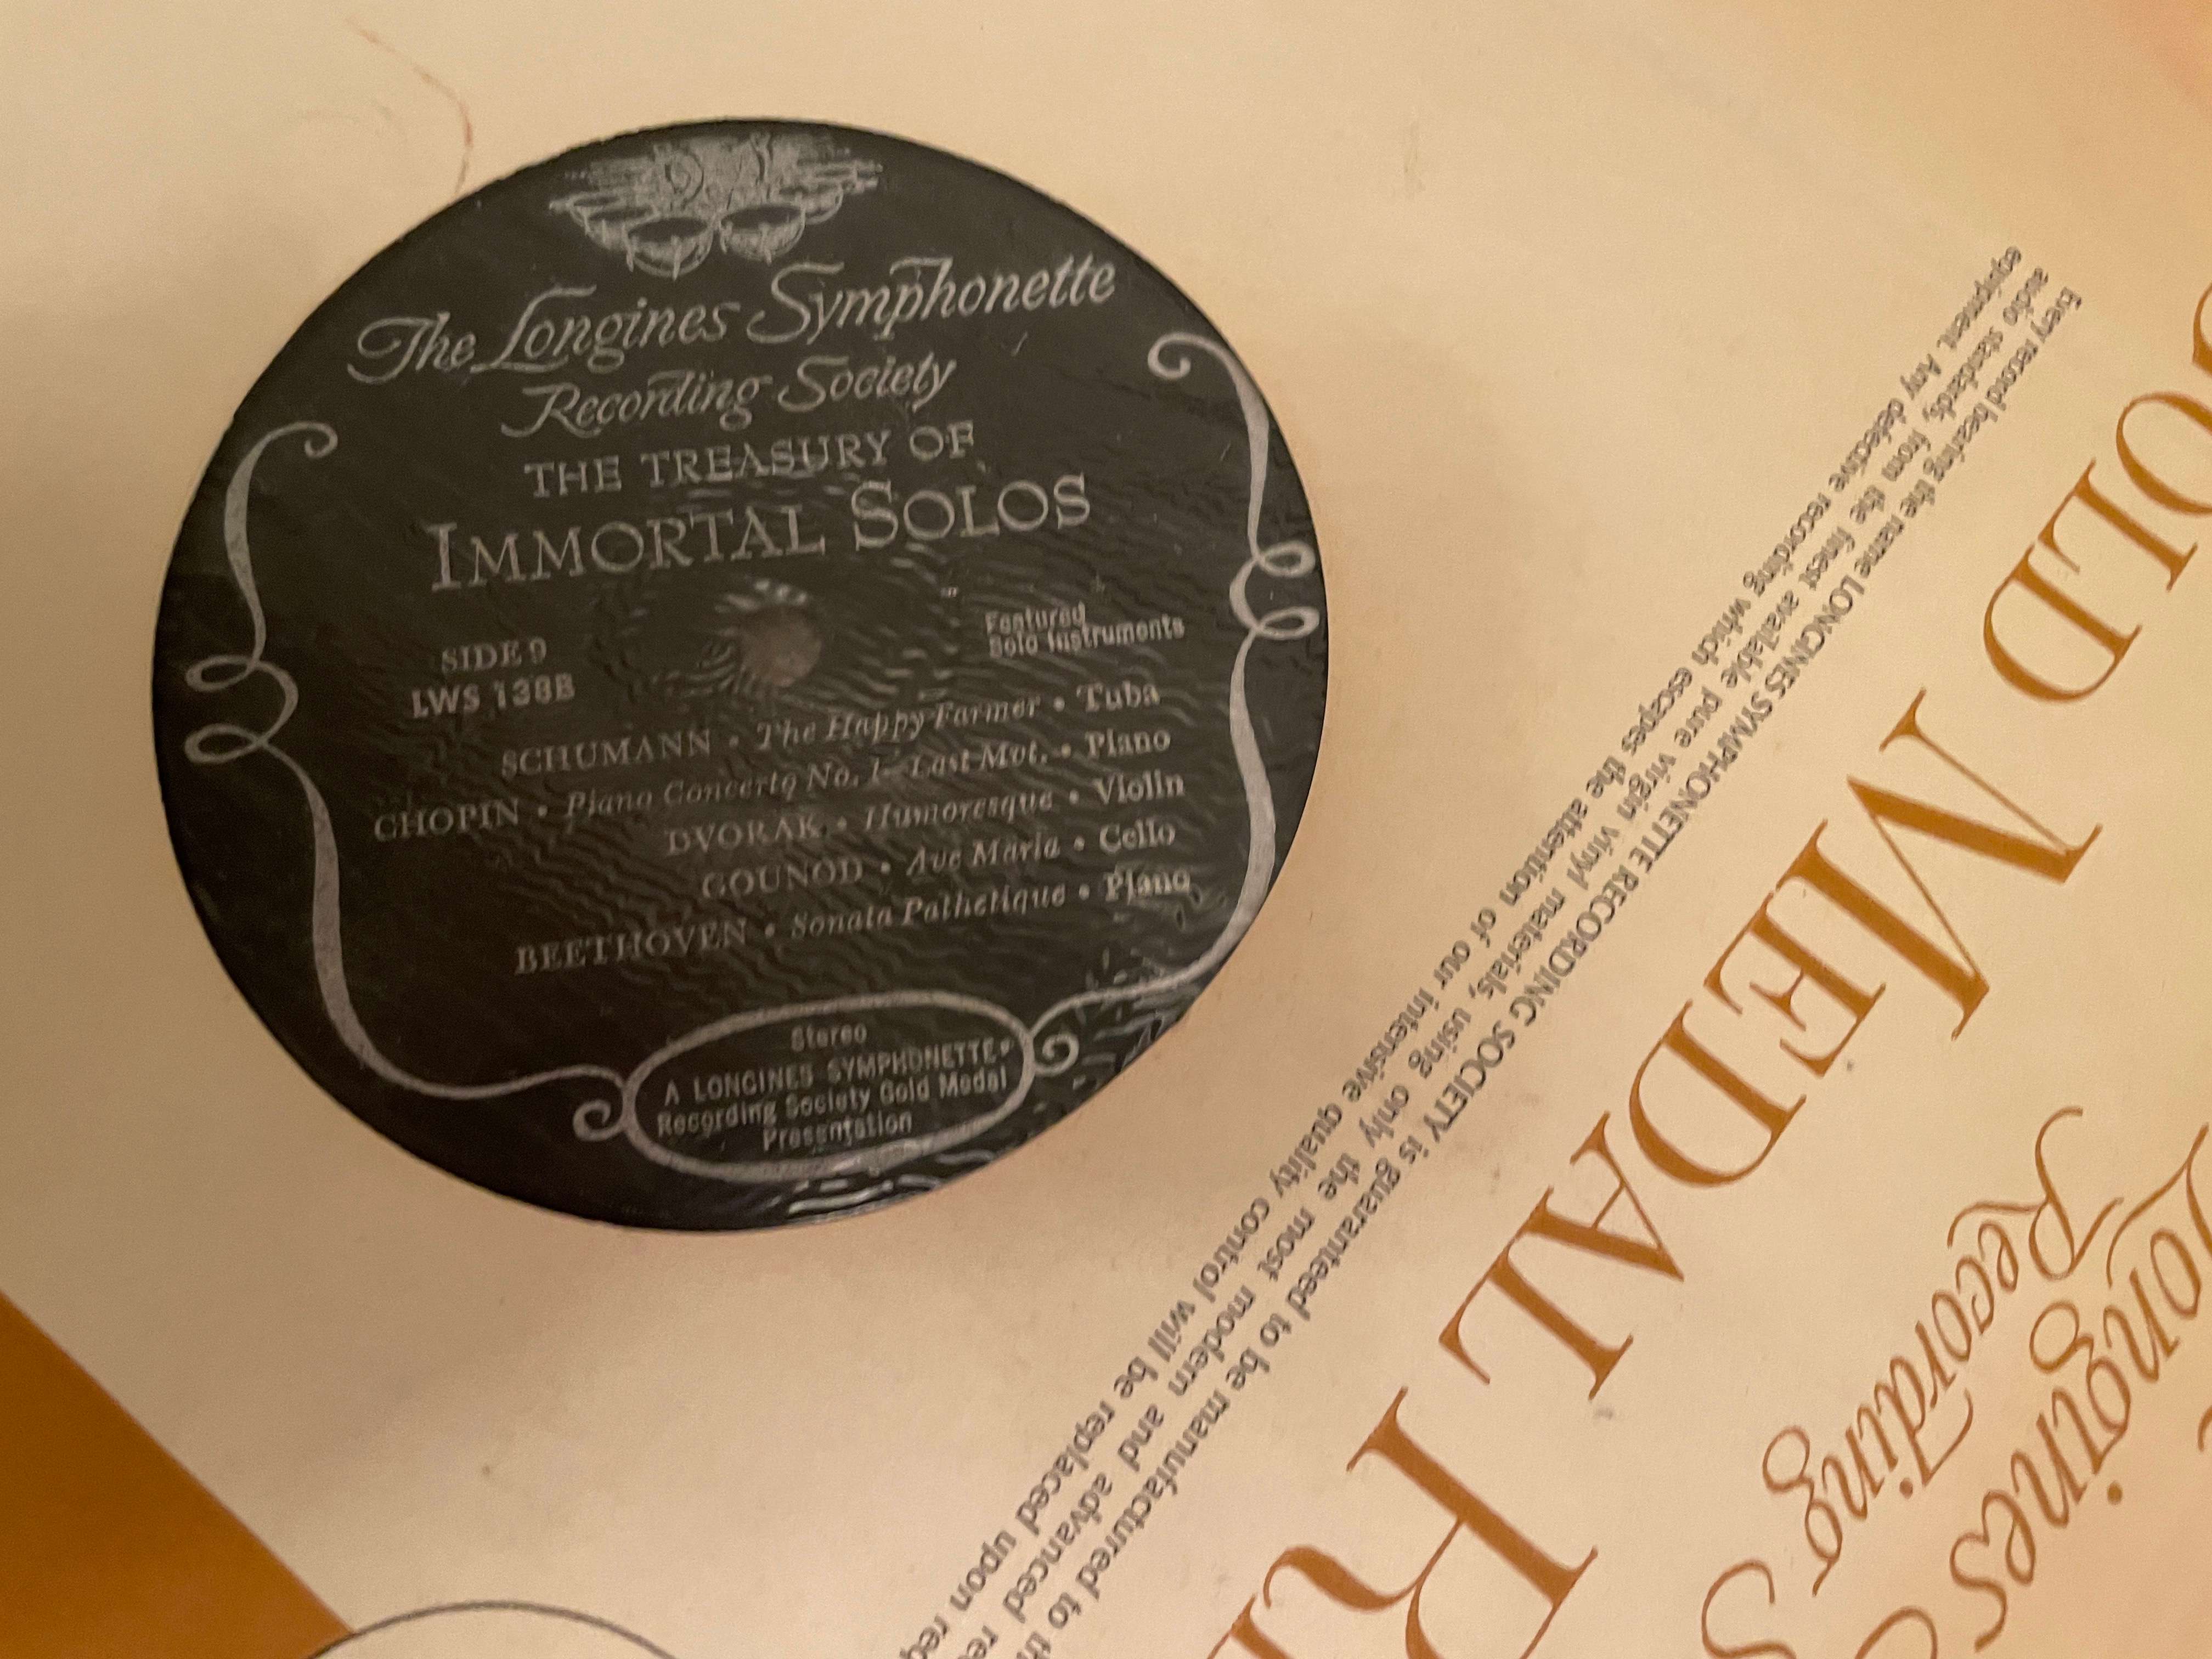 The Longines Symphonette
Recording Society
THE TREASURY OF
IMMORTAL SOLOS
SIDE 9
LWS 138B
Featured
Solo Instruments
SCHUMANN • The Happy Farmer • Tuba
CHOPIN • Piano Concerto No. 1—Last Mvt. • Piano
DVORAK • Humoresque • Violin
GOUNOD • Ave Maria • Cello
BEETHOVEN • Sonata Pathetique • Piano
Stereo
A LONGINES SYMPHONETTE
Recording Society Gold Medal
Presentation
Every record bearing the name LONGINES SYMPHONETTE RECORDING SOCIETY is guaranteed to be manufactured to
audio standards, from the finest available pure virgin vinyl materials, using only the most modern and advanced
equipment. Any defective recording which escapes the attention of our intensive quality control will be replaced upon
OLD MEDAL
Longines
Recording